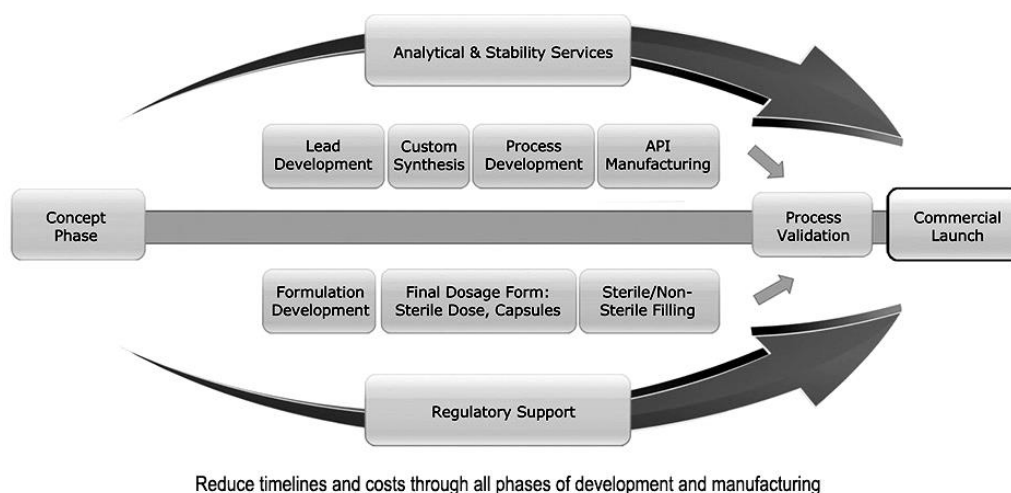 Analytical & Stability Services
Lead
Development
Custom
Synthesis
Process
Development
API
Manufacturing
Concept
Phase
Process
Validation
Commercial
Launch
Formulation
Development
Final Dosage Form:
Sterile Dose, Capsules
Sterile/Non-
Sterile Filling
Regulatory Support
Reduce timelines and costs through all phases of development and manufacturing